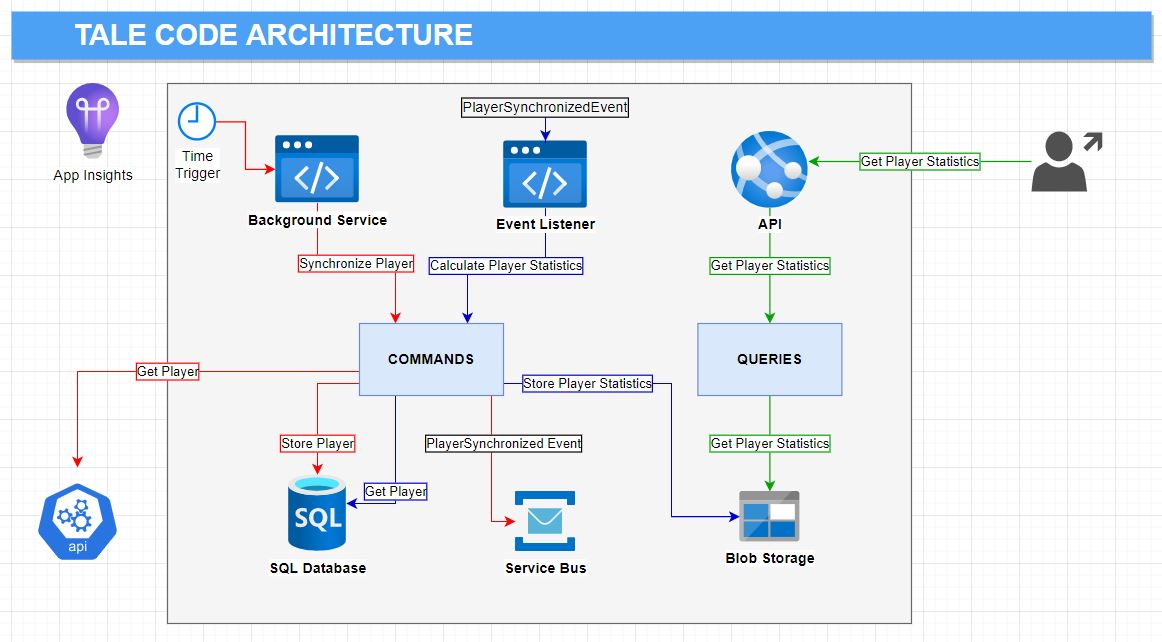 TALE CODE ARCHITECTURE
App Insights
Time
Trigger
PlayerSynchronizedEvent
</>
Background Service
</>
Event Listener
API
Get Player Statistics
Synchronize Player
Calculate Player Statistics
Get Player Statistics
COMMANDS
QUERIES
Get Player
Store Player Statistics
Store Player
PlayerSynchronized Event
Get Player Statistics
Get Player
SQL
api
SQL Database
Service Bus
Blob Storage